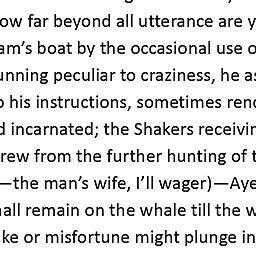 ow far beyond all utterance are y
am’s boat by the occasional use o
unning peculiar to craziness, he as
his instructions, sometimes ren
incarnated; the Shakers receivin
rew from the further hunting of t
—the man’s wife, I’ll wager)—Aye
hall remain on the whale till the w
ke or misfortune might plunge in